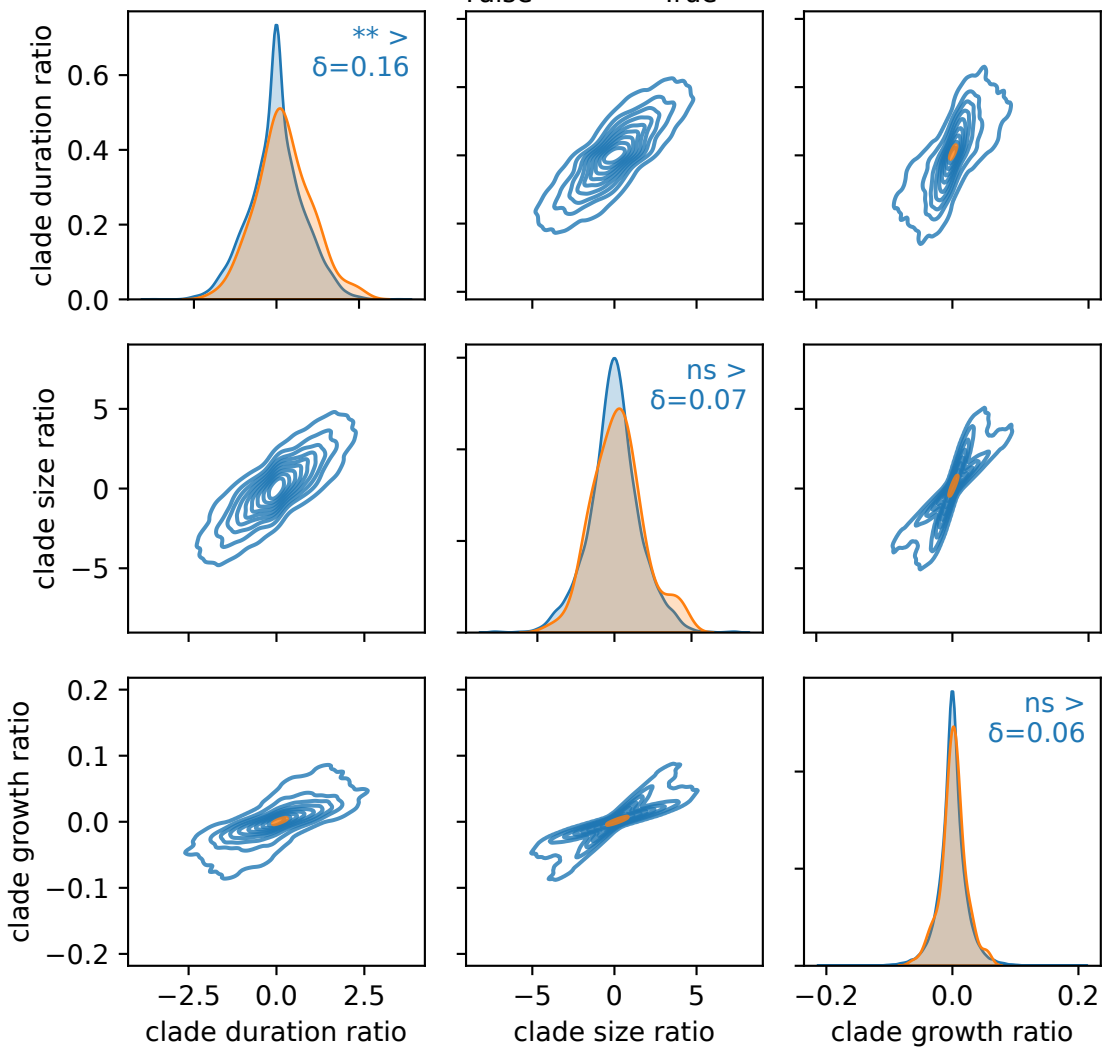 ** >
δ=0.16
clade duration ratio
0.6
0.4
0.2
0.0
ns >
δ=0.07
clade size ratio
5
0
−5
ns >
δ=0.06
clade growth ratio
0.2
0.1
0.0
−0.1
−0.2
−2.5 0.0 2.5
−5 0 5
−0.2 0.0 0.2
clade duration ratio
clade size ratio
clade growth ratio